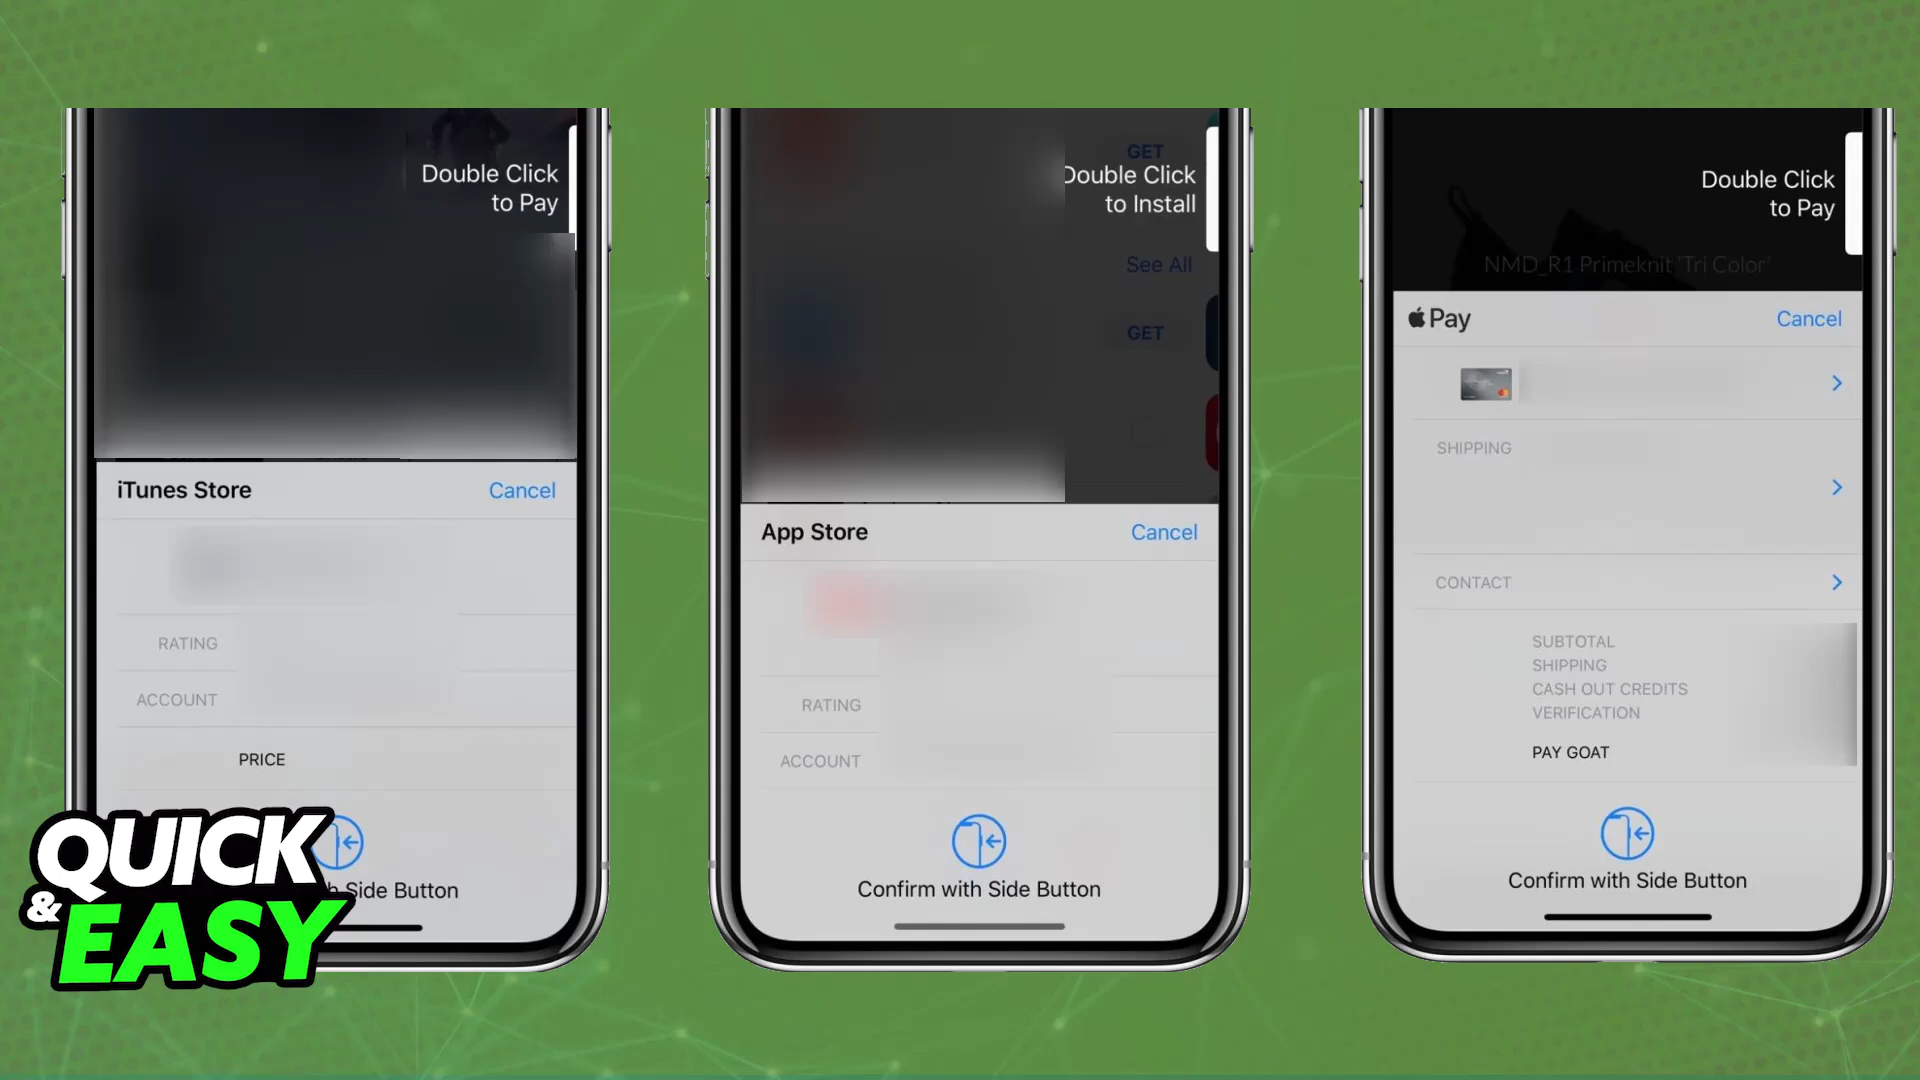 Double Click
to Pay
iTunes Store
Cancel
RATING
ACCOUNT
PRICE
Side Button
QUICK
&
EASY
GET
Double Click
to Install
See All
GET
App Store
Cancel
RATING
ACCOUNT
Confirm with Side Button
Double Click
to Pay
NMD_R1 Primeknit 'Tri Color'
Pay
Cancel
SHIPPING
CONTACT
SUBTOTAL
SHIPPING
CASH OUT CREDITS
VERIFICATION
PAY GOAT
Confirm with Side Button